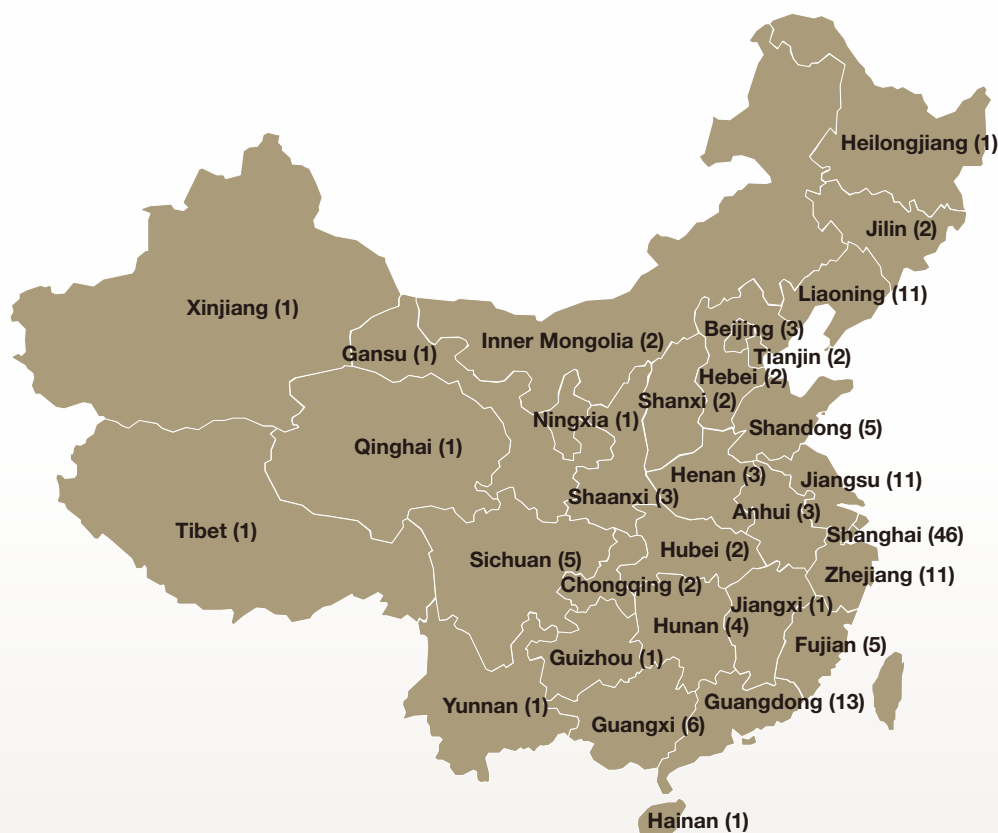 Heilongjiang (1)
Jilin (2)
Liaoning (11)
Xinjiang (1)
Beijing (3)
Inner Mongolia (2)
Gansu (1)
Tianjin (2)
Hebei (2)
Shanxi (2)
Ningxia (1)
Shandong (5)
Qinghai (1)
Henan (3)
Jiangsu (11)
Shaanxi (3)
Anhui (3)
Tibet (1)
Shanghai (46)
Hubei (2)
Sichuan (5)
Zhejiang (11)
Chongqing (2)
Jiangxi (1)
Hunan (4)
Fujian (5)
Guizhou (1)
Guangdong (13)
Yunnan (1)
Guangxi (6)
Hainan (1)